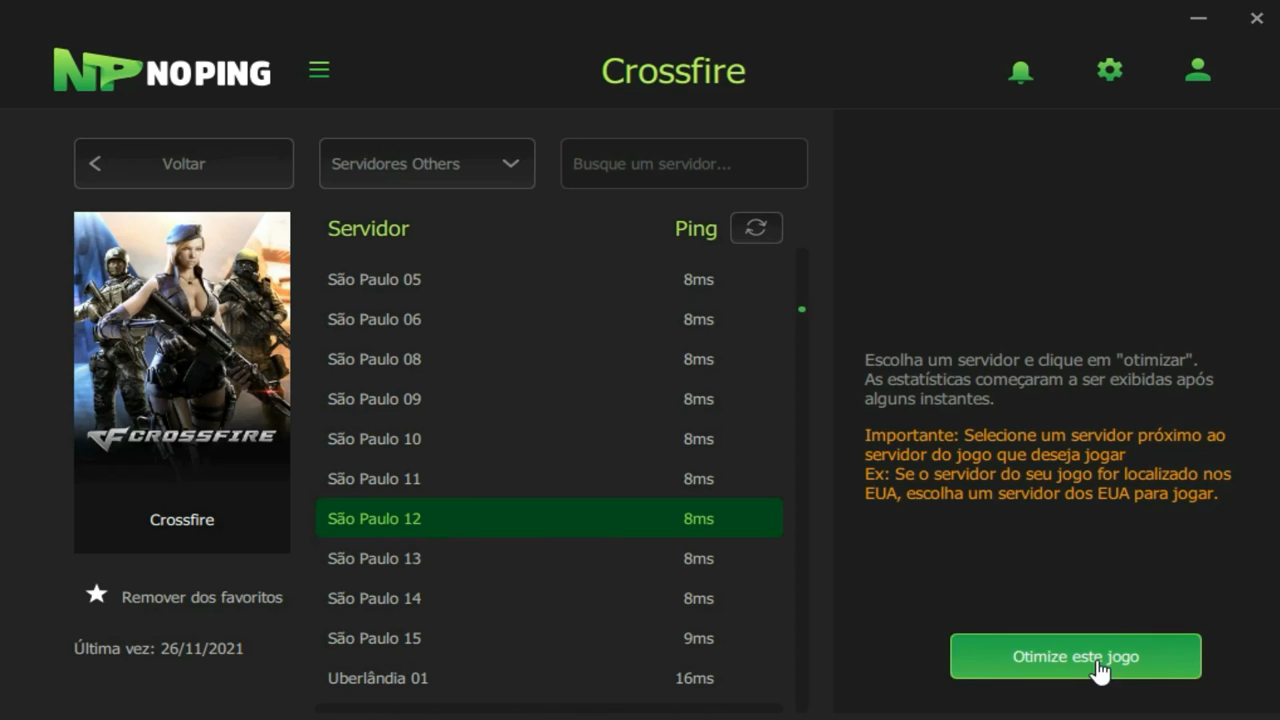 NP NOPING
Crossfire
Voltar
Servidores Others
Busque um servidor...
Servidor Ping
São Paulo 05 8ms
São Paulo 06 8ms
São Paulo 08 8ms
São Paulo 09 8ms
São Paulo 10 8ms
São Paulo 11 8ms
São Paulo 12 8ms
São Paulo 13 8ms
São Paulo 14 8ms
São Paulo 15 9ms
Uberlândia 01 16ms
CF CROSSFIRE
Crossfire
Remover dos favoritos
Última vez: 26/11/2021
Escolha um servidor e clique em "otimizar".
As estatísticas começaram a ser exibidas após
alguns instantes.
Importante: Selecione um servidor próximo ao
servidor do jogo que deseja jogar
Ex: Se o servidor do seu jogo for localizado nos
EUA, escolha um servidor dos EUA para jogar.
Otimize este jogo